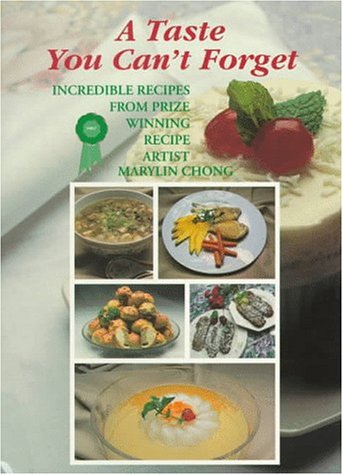 A Taste
You Can't Forget
INCREDIBLE RECIPES
FROM PRIZE
WINNING
RECIPE
ARTIST
MARYLIN CHONG